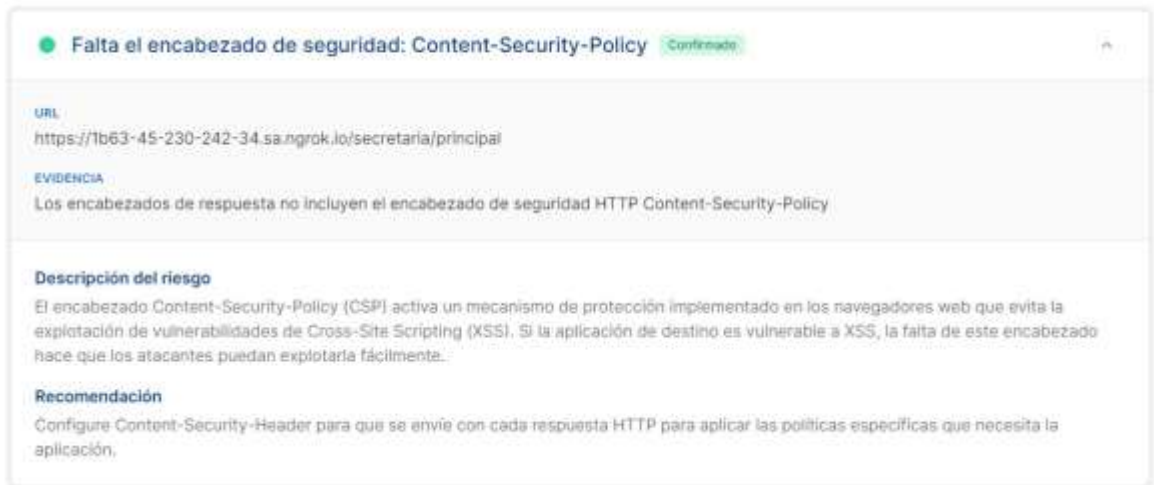 Falta el encabezado de seguridad: Content-Security-Policy Confirmado
URL
https://1b63-45-230-242-34.sa.ngrok.io/secretaria/principal
EVIDENCIA
Los encabezados de respuesta no incluyen el encabezado de seguridad HTTP Content-Security-Policy
Descripción del riesgo
El encabezado Content-Security-Policy (CSP) activa un mecanismo de protección implementado en los navegadores web que evita la
explotación de vulnerabilidades de Cross-Site Scripting (XSS). Si la aplicación de destino es vulnerable a XSS, la falta de este encabezado
hace que los atacantes puedan explotarla fácilmente.
Recomendación
Configure Content-Security-Header para que se envíe con cada respuesta HTTP para aplicar las políticas específicas que necesita la
aplicación.